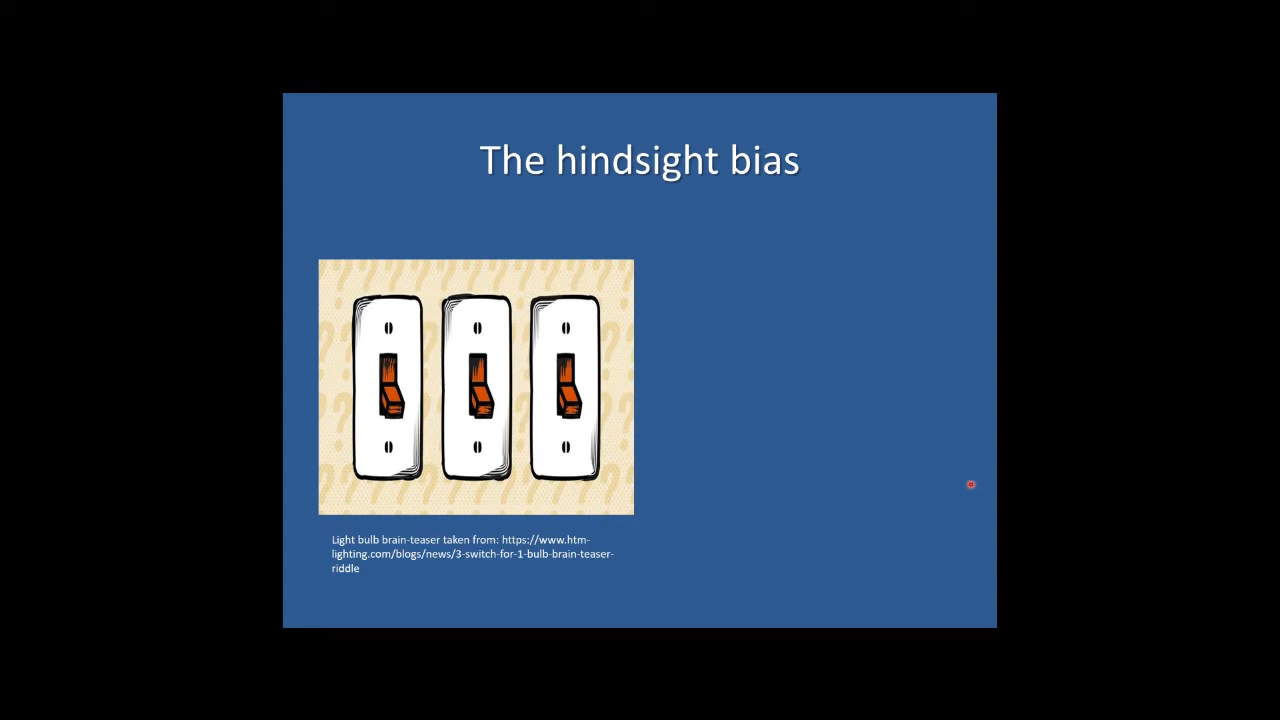 The hindsight bias
Light bulb brain-teaser taken from: https://www.htm-
lighting.com/blogs/news/3-switch-for-1-bulb-brain-teaser-
riddle